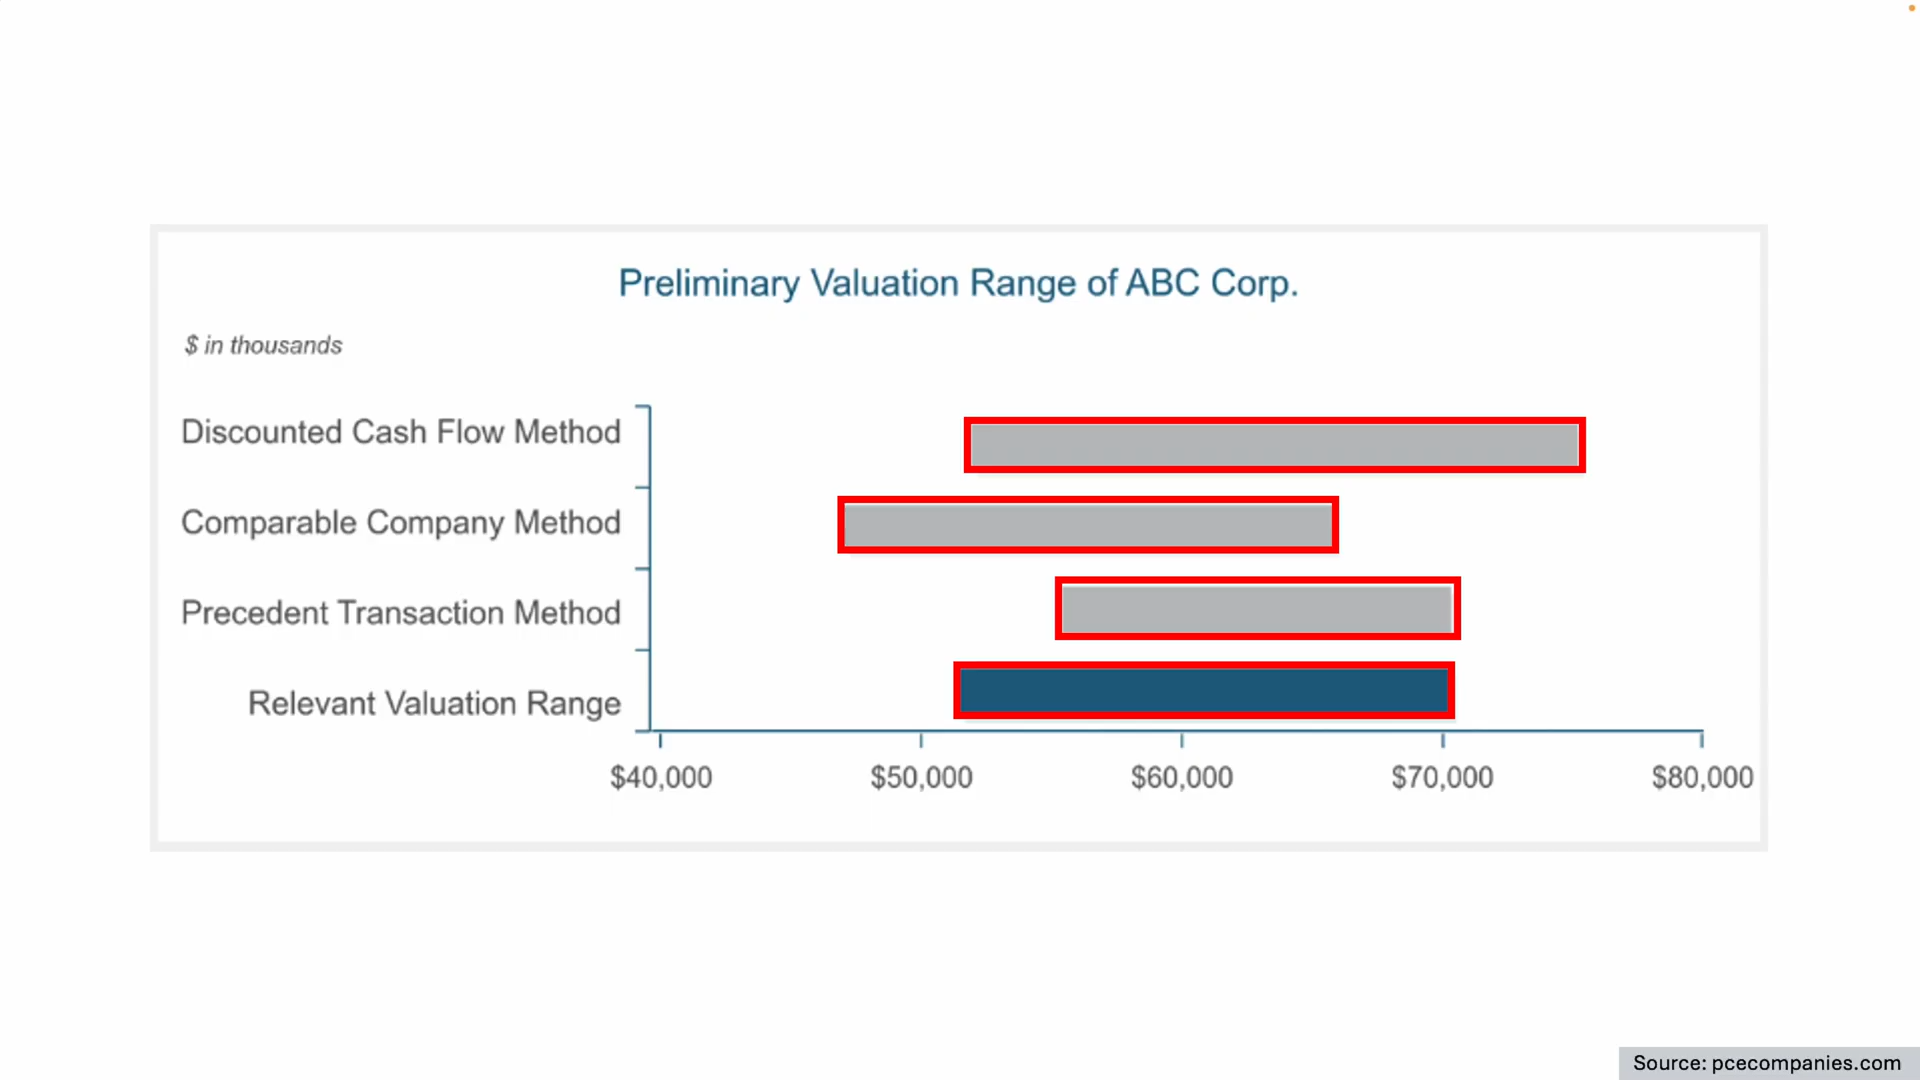 Preliminary Valuation Range of ABC Corp.
$ in thousands
Discounted Cash Flow Method
Comparable Company Method
Precedent Transaction Method
Relevant Valuation Range
$40,000 $50,000 $60,000 $70,000 $80,000
Source: pcecompanies.com